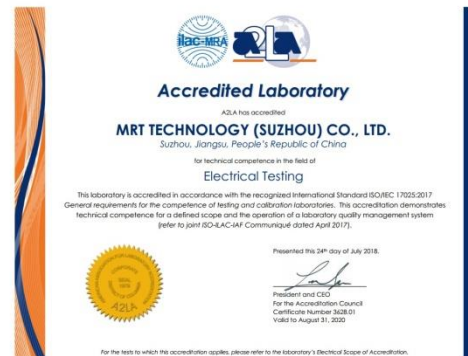 ilac-MRA
A2LA
Accredited Laboratory
A2LA has accredited
MRT TECHNOLOGY (SUZHOU) CO., LTD.
Suzhou, Jiangsu, People's Republic of China
for technical competence in the field of
Electrical Testing
This laboratory is accredited in accordance with the recognized International Standard ISO/IEC 17025:2017
General requirements for the competence of testing and calibration laboratories. This accreditation demonstrates
technical competence for a defined scope and the operation of a laboratory quality management system
(refer to joint ISO-ILAC-IAF Communiqué dated April 2017).
Presented this 24th day of July 2018.
President and CEO
For the Accreditation Council
Certificate Number 3628.01
Valid to August 31, 2020
CORPORATE
SEAL
1978
A2LA
For the tests to which this accreditation applies, please refer to the laboratory's Electrical Scope of Accreditation.